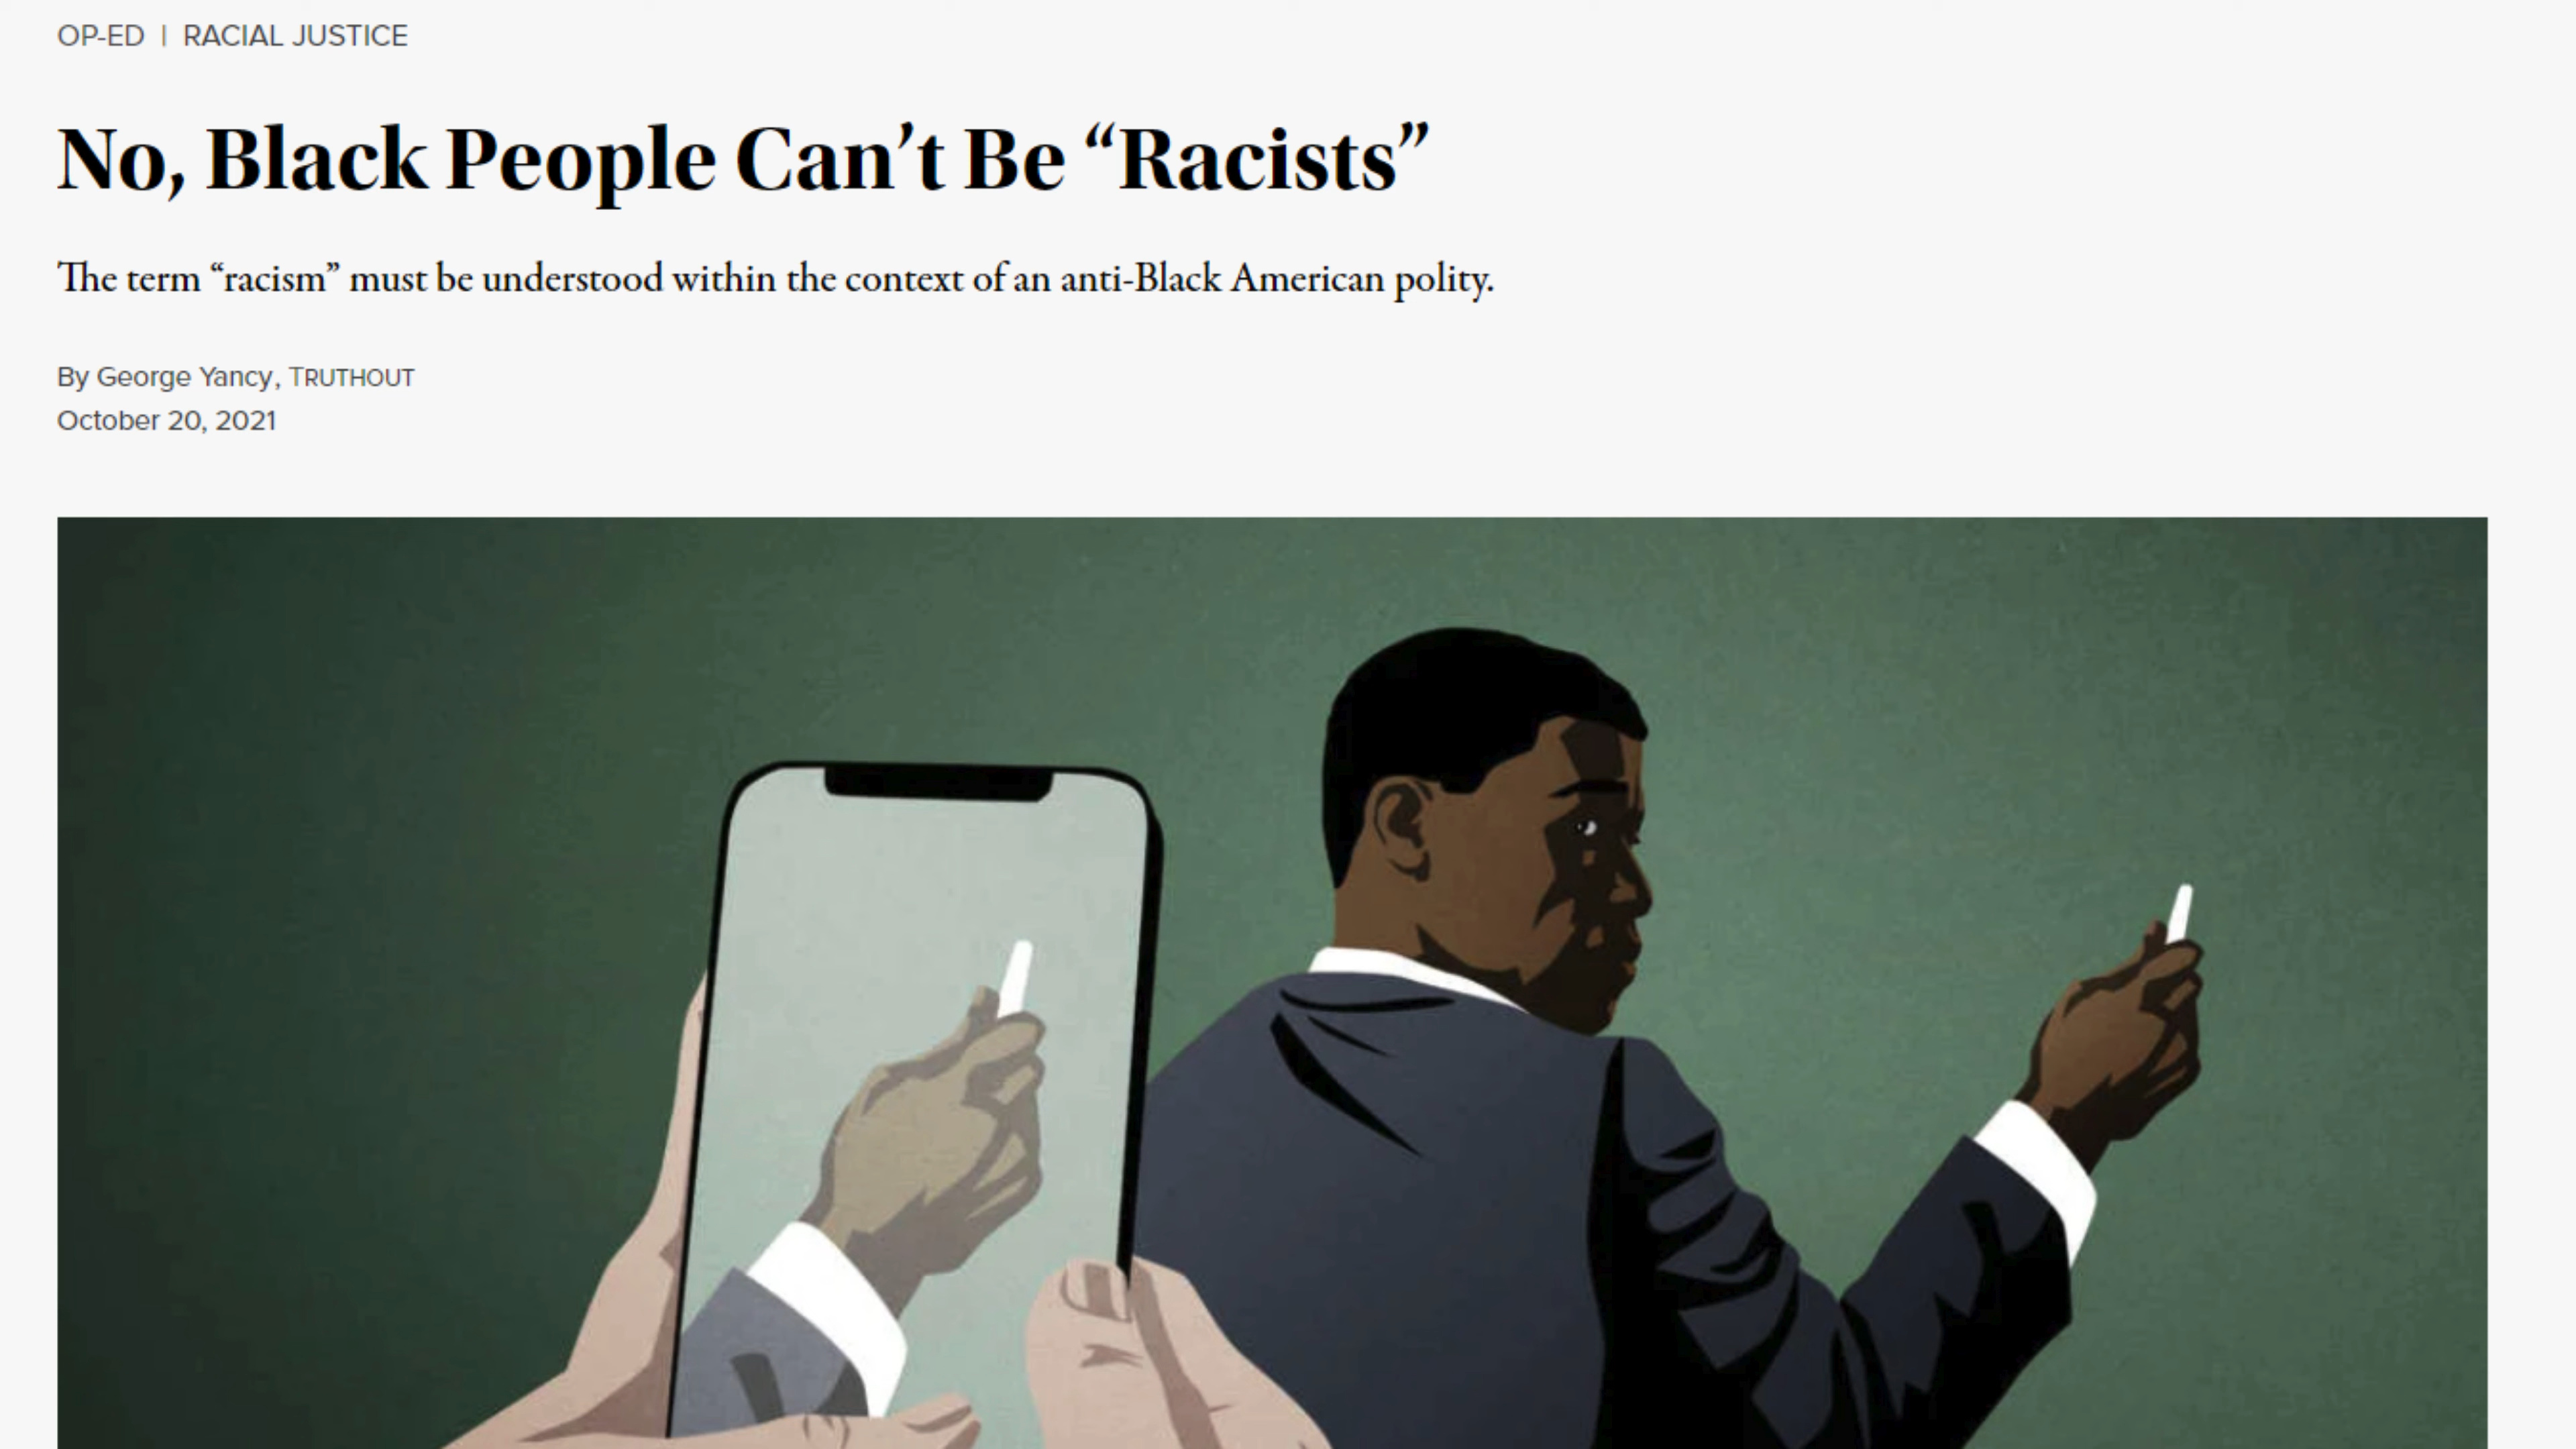 OP-ED | RACIAL JUSTICE
No, Black People Can’t Be “Racists”
The term “racism” must be understood within the context of an anti-Black American polity.
By George Yancy, TRUTHOUT
October 20, 2021